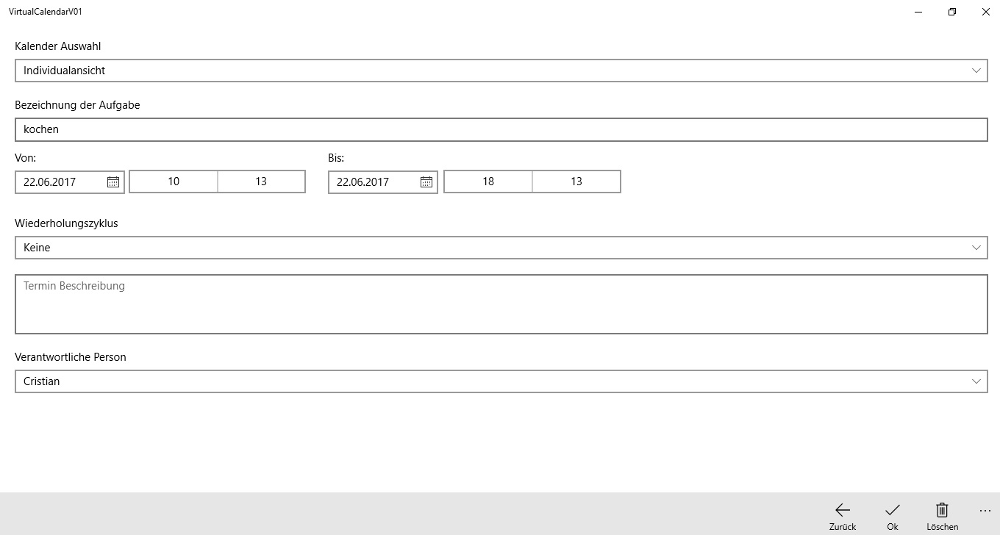 VirtualCalendarV01
Kalender Auswahl
Individualansicht
Bezeichnung der Aufgabe
kochen
Von: Bis:
22.06.2017 10 13 22.06.2017 18 13
Wiederholungszyklus
Keine
Termin Beschreibung
Verantwortliche Person
Cristian
Zurück Ok Löschen